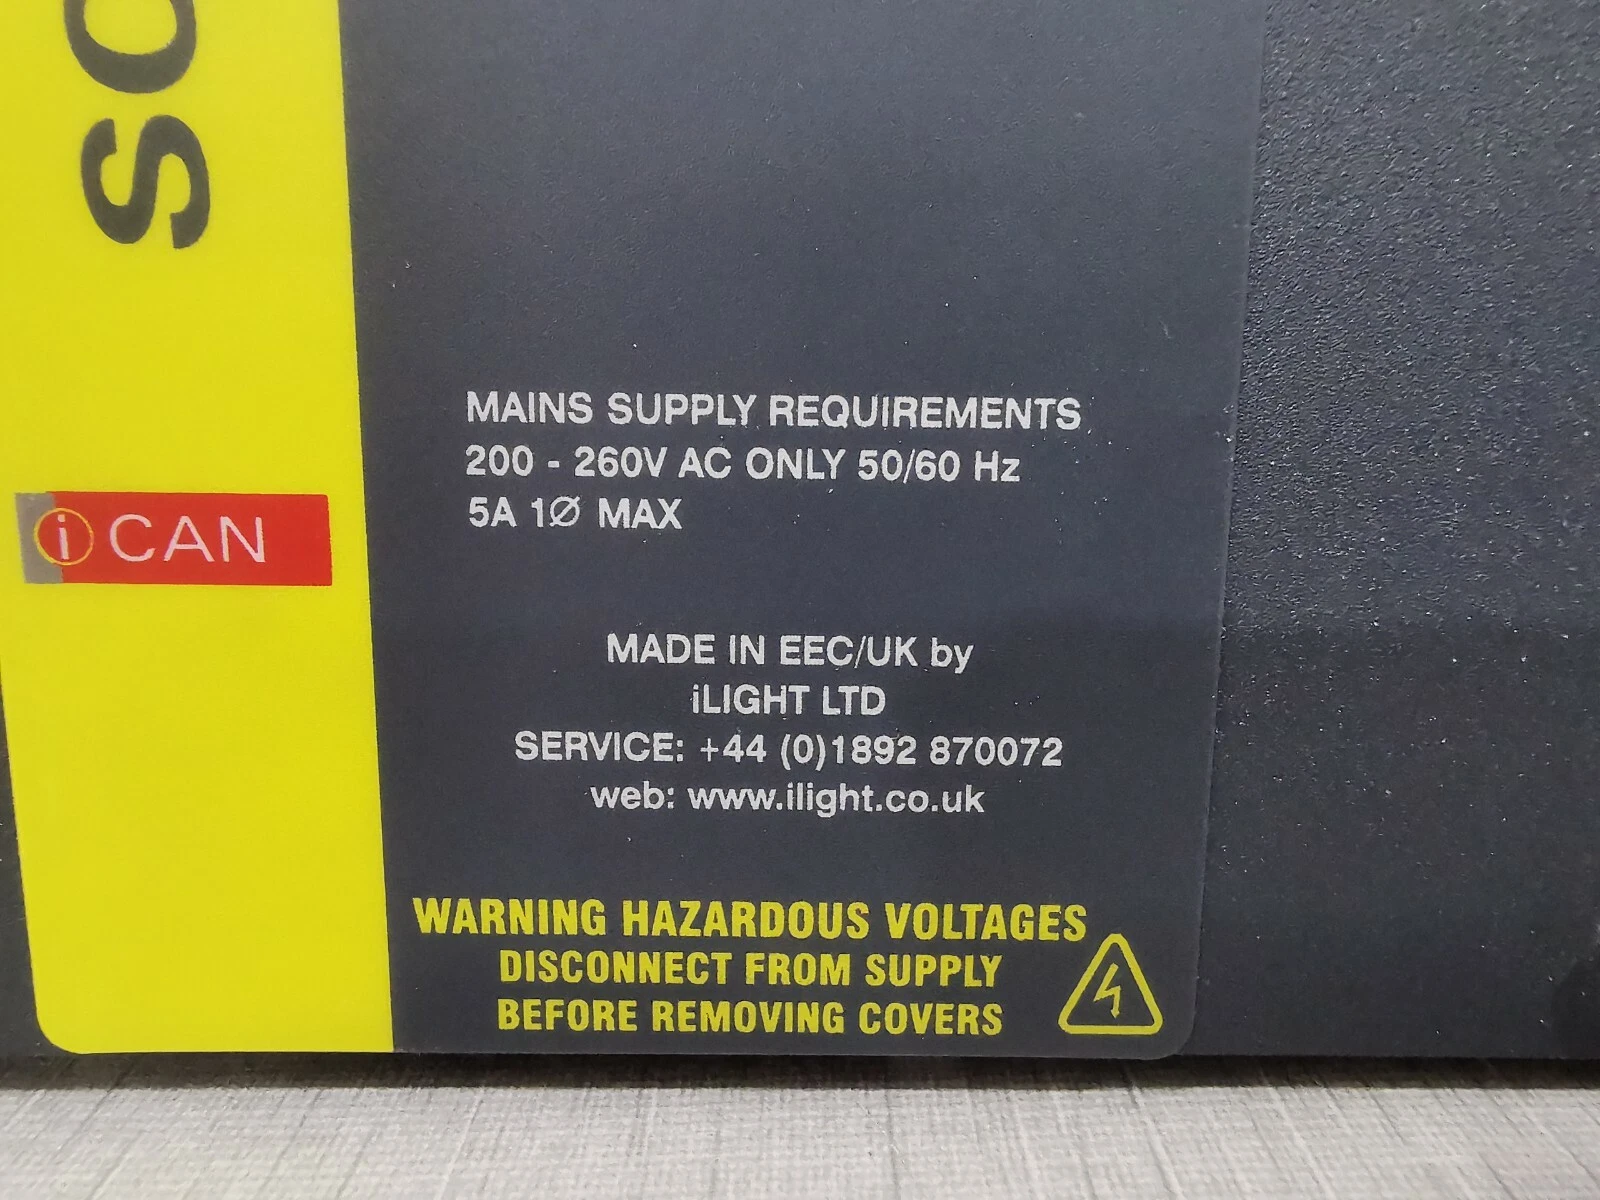 i CAN
MAINS SUPPLY REQUIREMENTS
200 - 260V AC ONLY 50/60 Hz
5A 1Ø MAX
MADE IN EEC/UK by
iLIGHT LTD
SERVICE: +44 (0)1892 870072
web: www.ilight.co.uk
WARNING HAZARDOUS VOLTAGES
DISCONNECT FROM SUPPLY
BEFORE REMOVING COVERS